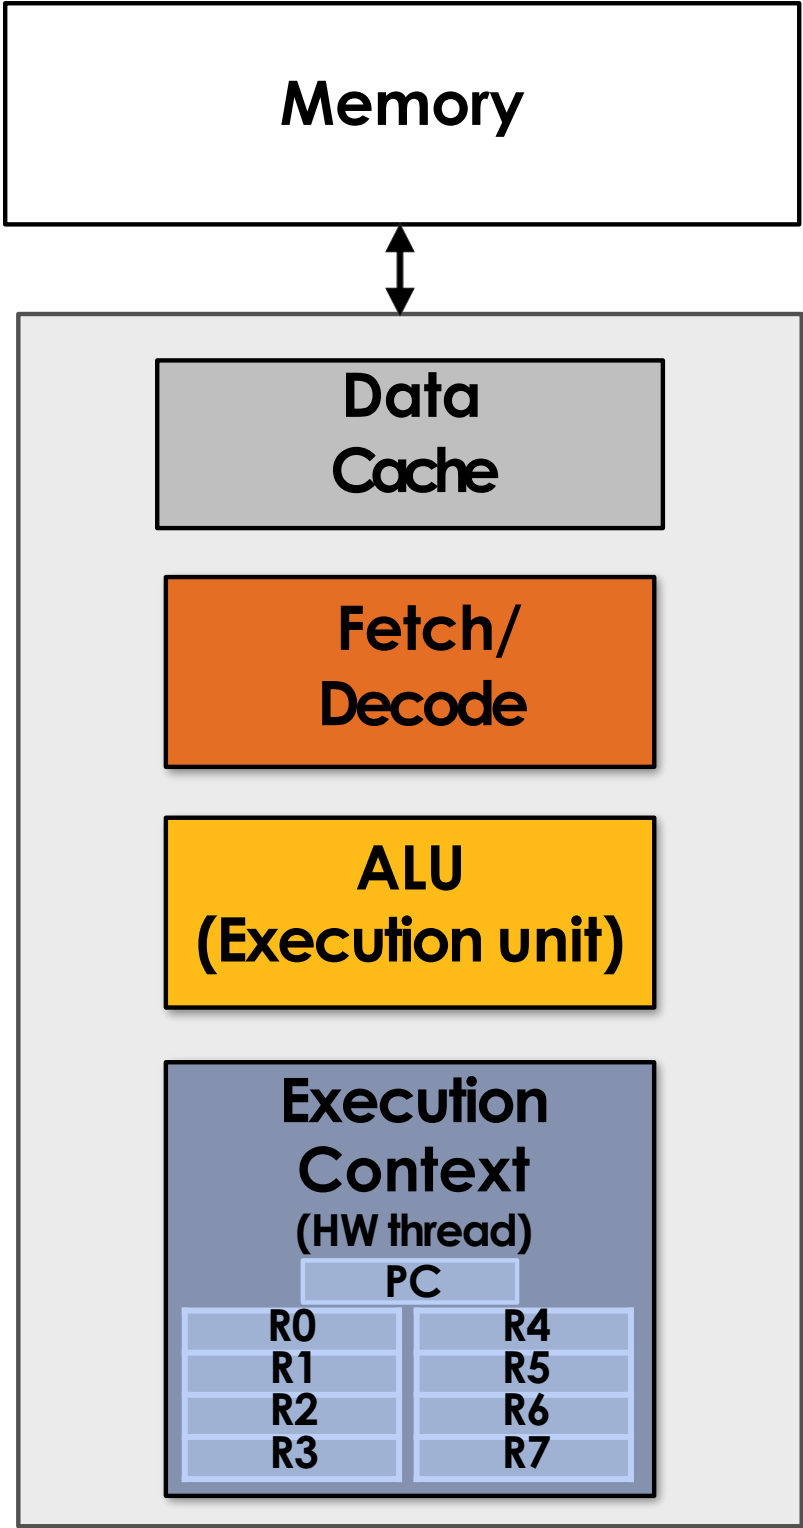 Memory
Data
Cache
Fetch/
Decode
ALU
(Execution unit)
Execution
Context
(HW thread)
PC
R0
R1
R2
R3
R4
R5
R6
R7